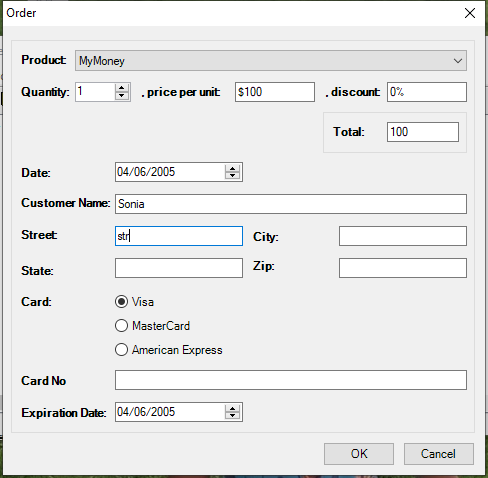 Order
Product: MyMoney
Quantity: 1 , price per unit: $100 , discount: 0%
Total: 100
Date: 04/06/2005
Customer Name: Sonia
Street: str City:
State: Zip:
Card: Visa
MasterCard
American Express
Card No
Expiration Date: 04/06/2005
OK Cancel